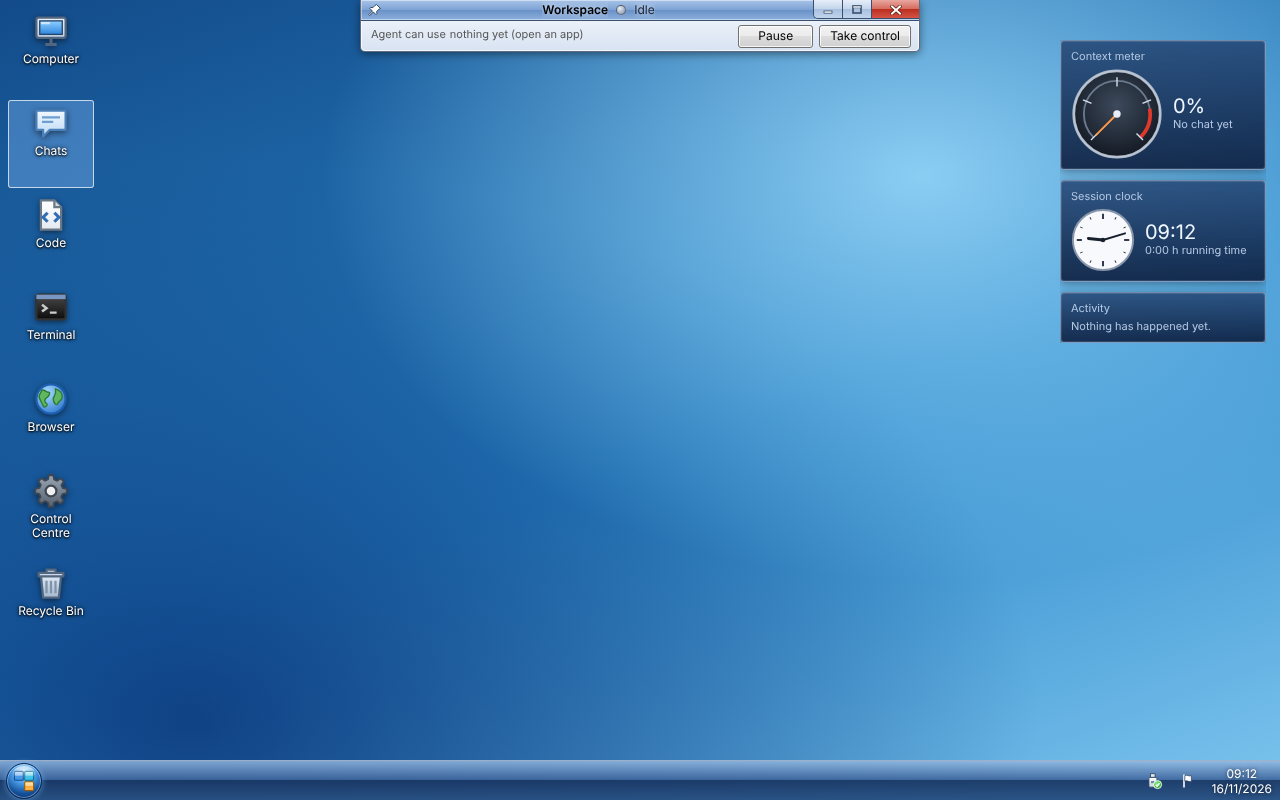 Workspace Idle
Agent can use nothing yet (open an app)
Pause
Take control
Computer
Chats
Code
Terminal
Browser
Control
Centre
Recycle Bin
Context meter
0%
No chat yet
Session clock
09:12
0:00 h running time
Activity
Nothing has happened yet.
09:12
16/11/2026